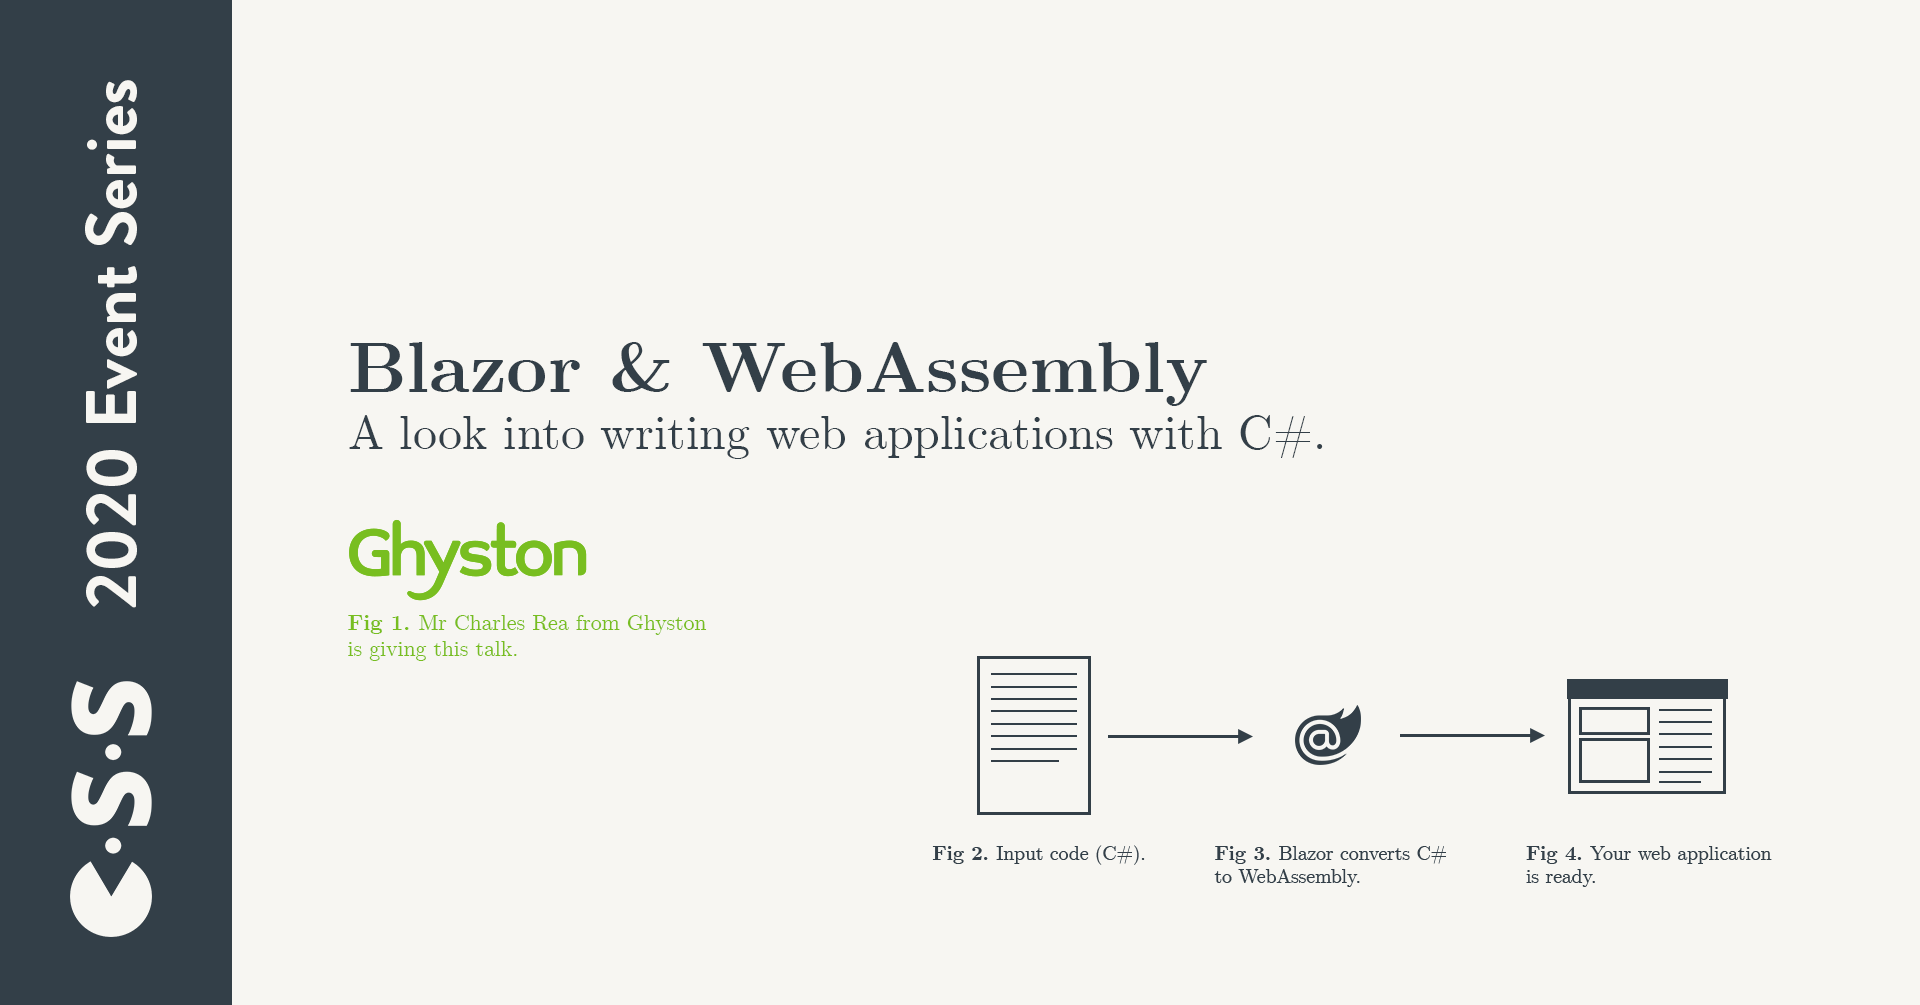 C·S·S 2020 Event Series
Blazor & WebAssembly
A look into writing web applications with C#.
Ghyston
Fig 1. Mr Charles Rea from Ghyston
is giving this talk.
@
Fig 2. Input code (C#).
Fig 3. Blazor converts C#
to WebAssembly.
Fig 4. Your web application
is ready.